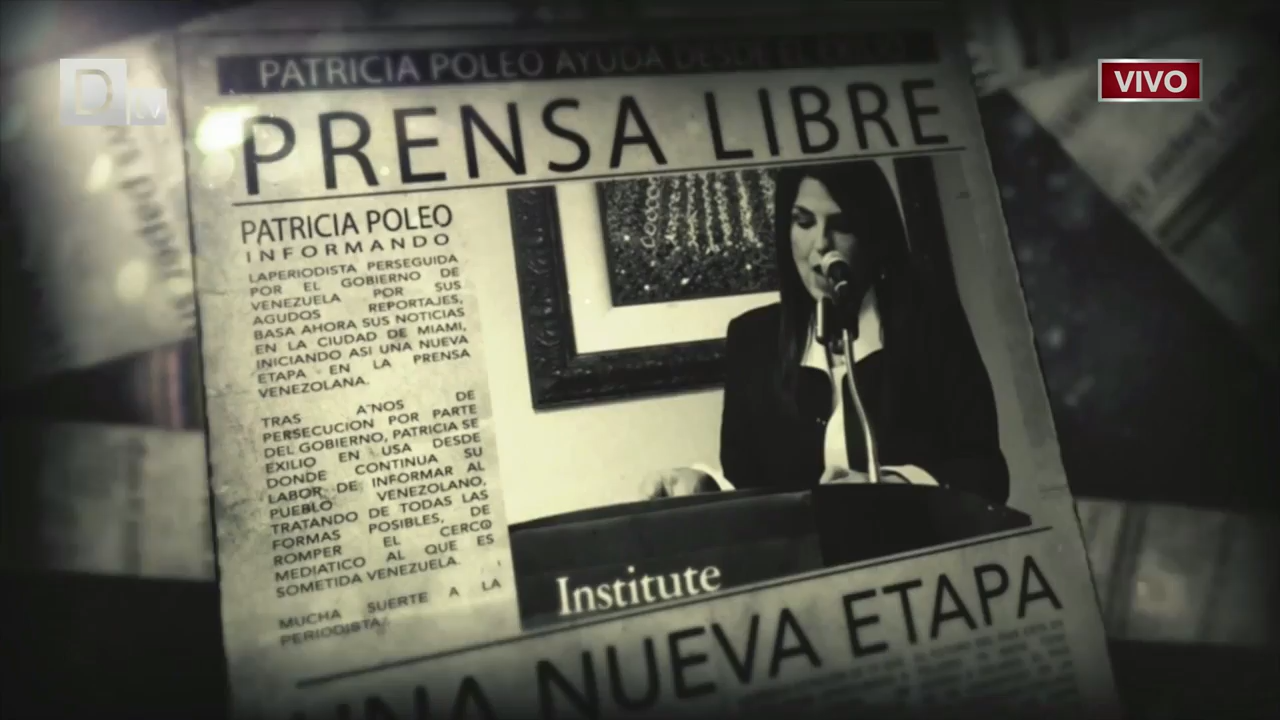 D tv
VIVO
PATRICIA POLEO AYUDA DESDE EL EXILIO
PRENSA LIBRE
PATRICIA POLEO
INFORMANDO
LAPERIODISTA PERSEGUIDA
POR EL GOBIERNO DE
VENEZUELA POR SUS
AGUDOS REPORTAJES,
BASA AHORA SUS NOTICIAS
EN LA CIUDAD DE MIAMI,
INICIANDO ASI UNA NUEVA
ETAPA EN LA PRENSA
VENEZOLANA.
TRAS A˜NOS DE
PERSECUCION POR PARTE
DEL GOBIERNO, PATRICIA SE
EXILIO EN USA DESDE
DONDE CONTINUA SU
LABOR DE INFORMAR AL
PUEBLO VENEZOLANO,
TRATANDO DE TODAS LAS
FORMAS POSIBLES, DE
ROMPER EL CERCO
MEDIATICO AL QUE ES
SOMETIDA VENEZUELA.
MUCHA SUERTE A LA
PERIODISTA
Institute
UNA NUEVA ETAPA